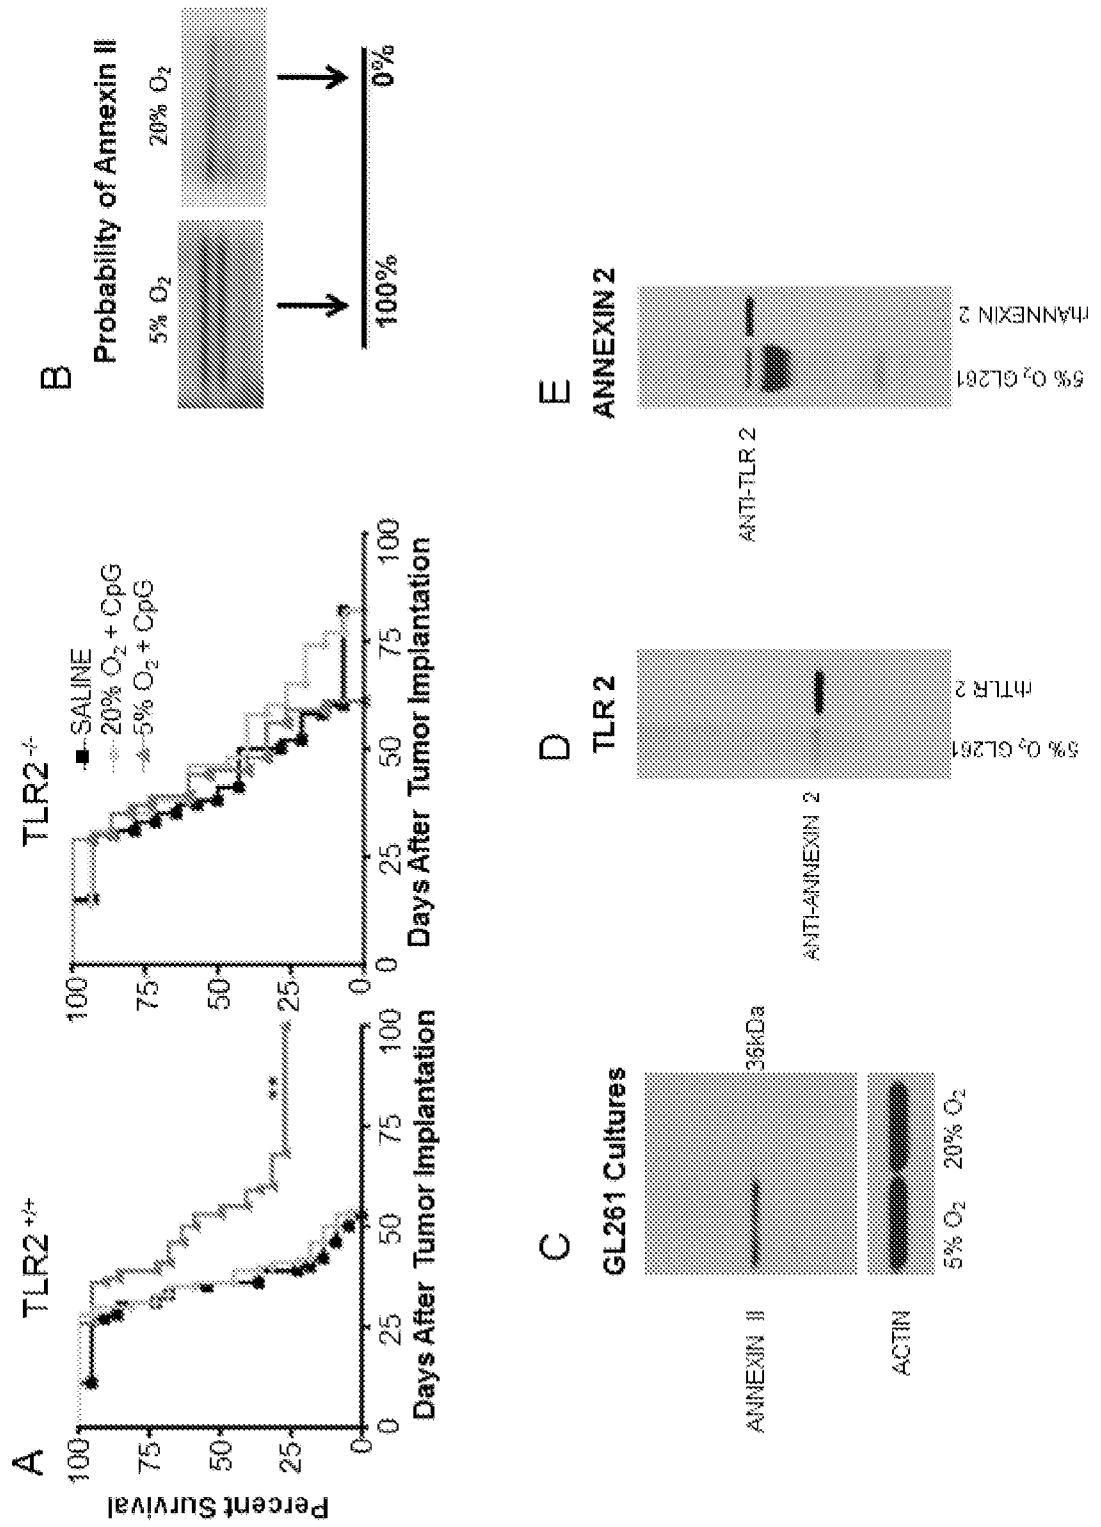 A
TLR2+/+
Percent Survival
100
75
50
25
0
0 25 50 75 100
**
Days After Tumor Implantation
TLR2-/-
100
75
50
25
0
0 25 50 75 100
Days After Tumor Implantation
SALINE
20% O2 + CpG
5% O2 + CpG
B
Probability of Annexin II
5% O2 20% O2
100% 0%
C
GL261 Cultures
ANNEXIN II
36kDa
ACTIN
5% O2 20% O2
D
TLR 2
ANTI-ANNEXIN 2
5% O2 GL261
rhTLR 2
E
ANNEXIN 2
ANTI-TLR 2
5% O2 GL261
rhANNEXIN 2